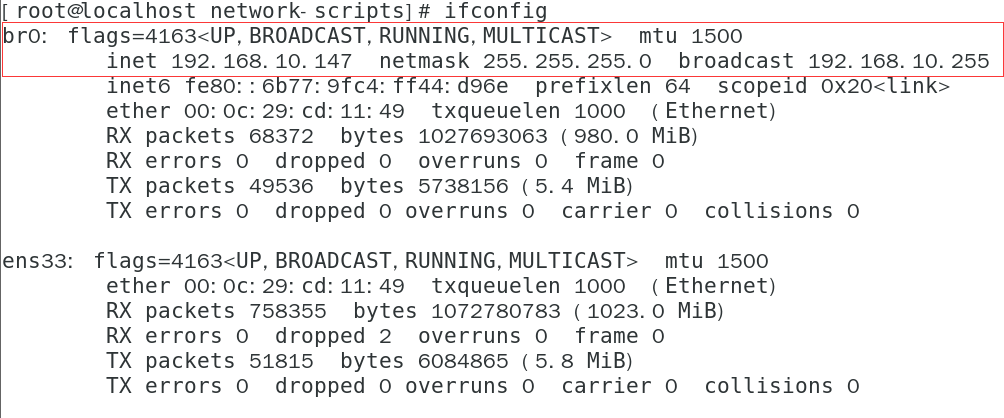 [root@localhost network-scripts]# ifconfig
br0: flags=4163<UP,BROADCAST,RUNNING,MULTICAST>  mtu 1500
        inet 192.168.10.147  netmask 255.255.255.0  broadcast 192.168.10.255
        inet6 fe80::6b77:9fc4:ff44:d96e  prefixlen 64  scopeid 0x20<link>
        ether 00:0c:29:cd:11:49  txqueuelen 1000  (Ethernet)
        RX packets 68372  bytes 1027693063 (980.0 MiB)
        RX errors 0  dropped 0  overruns 0  frame 0
        TX packets 49536  bytes 5738156 (5.4 MiB)
        TX errors 0  dropped 0 overruns 0  carrier 0  collisions 0
ens33: flags=4163<UP,BROADCAST,RUNNING,MULTICAST>  mtu 1500
        ether 00:0c:29:cd:11:49  txqueuelen 1000  (Ethernet)
        RX packets 758355  bytes 1072780783 (1023.0 MiB)
        RX errors 0  dropped 2  overruns 0  frame 0
        TX packets 51815  bytes 6084865 (5.8 MiB)
        TX errors 0  dropped 0 overruns 0  carrier 0  collisions 0